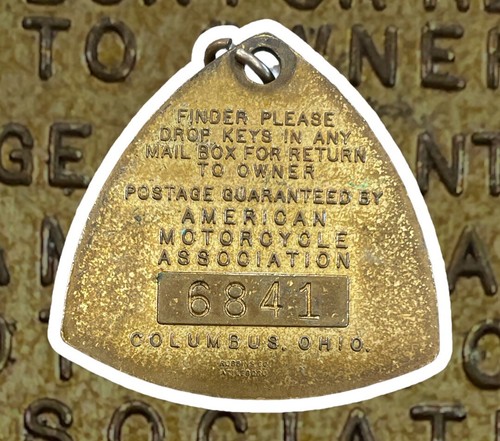 FINDER PLEASE
DROP KEYS IN ANY
MAIL BOX FOR RETURN
TO OWNER
POSTAGE GUARANTEED BY
AMERICAN
MOTORCYCLE
ASSOCIATION
6841
COLUMBUS, OHIO.